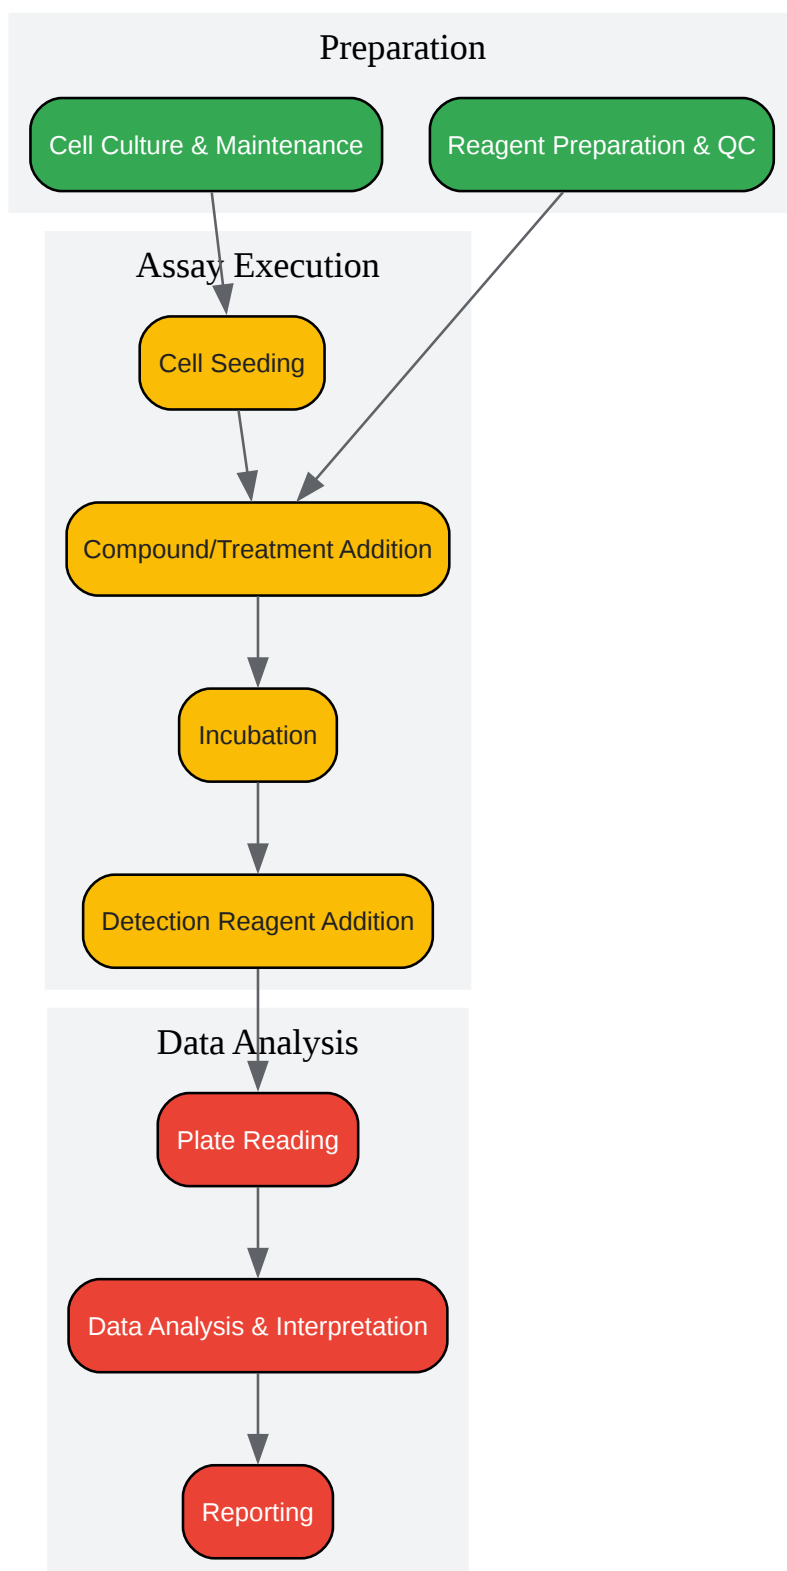 Preparation
Cell Culture & Maintenance
Reagent Preparation & QC
Assay Execution
Cell Seeding
Compound/Treatment Addition
Incubation
Detection Reagent Addition
Data Analysis
Plate Reading
Data Analysis & Interpretation
Reporting